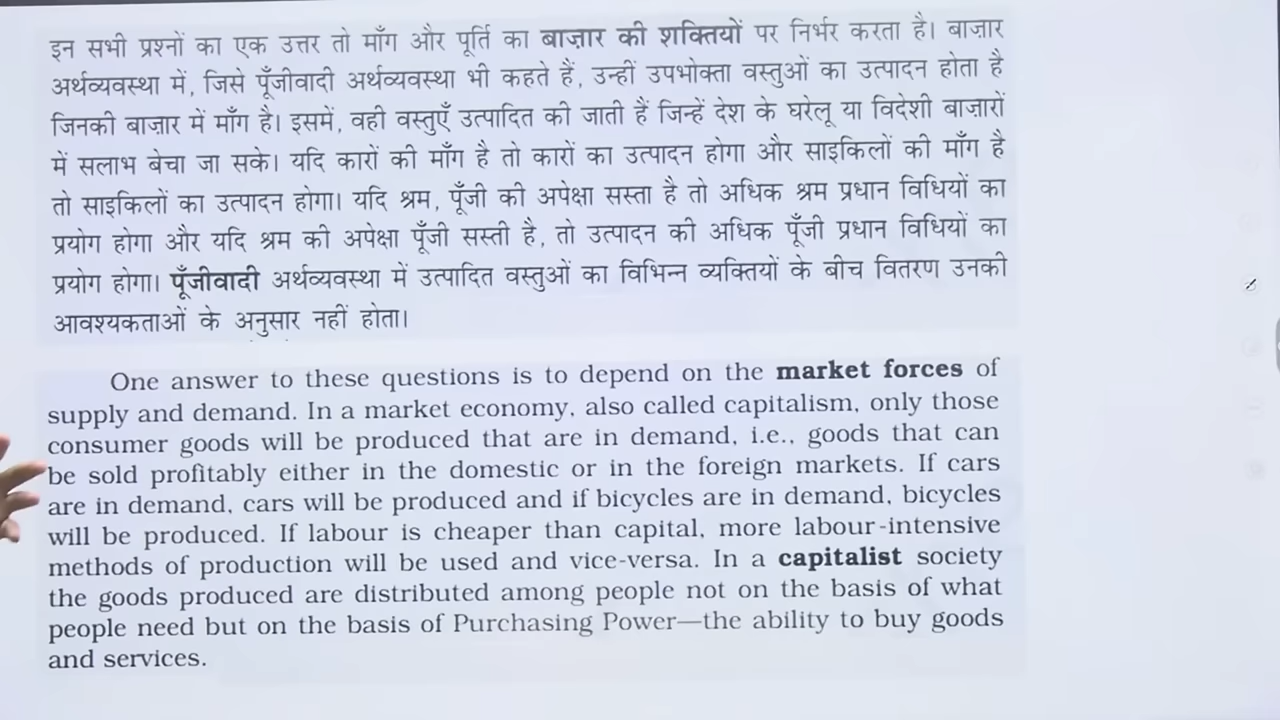 इन सभी प्रश्नों का एक उत्तर तो माँग और पूर्ति का बाज़ार की शक्तियों पर निर्भर करता है। बाज़ार
अर्थव्यवस्था में, जिसे पूँजीवादी अर्थव्यवस्था भी कहते हैं, उन्हीं उपभोक्ता वस्तुओं का उत्पादन होता है
जिनकी बाज़ार में माँग है। इसमें, वही वस्तुएँ उत्पादित की जाती हैं जिन्हें देश के घरेलू या विदेशी बाज़ारों
में सलाभ बेचा जा सके। यदि कारों की माँग है तो कारों का उत्पादन होगा और साइकिलों की माँग है
तो साइकिलों का उत्पादन होगा। यदि श्रम, पूँजी की अपेक्षा सस्ता है तो अधिक श्रम प्रधान विधियों का
प्रयोग होगा और यदि श्रम की अपेक्षा पूँजी सस्ती है, तो उत्पादन की अधिक पूँजी प्रधान विधियों का
प्रयोग होगा। पूँजीवादी अर्थव्यवस्था में उत्पादित वस्तुओं का विभिन्न व्यक्तियों के बीच वितरण उनकी
आवश्यकताओं के अनुसार नहीं होता।
One answer to these questions is to depend on the market forces of
supply and demand. In a market economy, also called capitalism, only those
consumer goods will be produced that are in demand, i.e., goods that can
be sold profitably either in the domestic or in the foreign markets. If cars
are in demand, cars will be produced and if bicycles are in demand, bicycles
will be produced. If labour is cheaper than capital, more labour-intensive
methods of production will be used and vice-versa. In a capitalist society
the goods produced are distributed among people not on the basis of what
people need but on the basis of Purchasing Power—the ability to buy goods
and services.